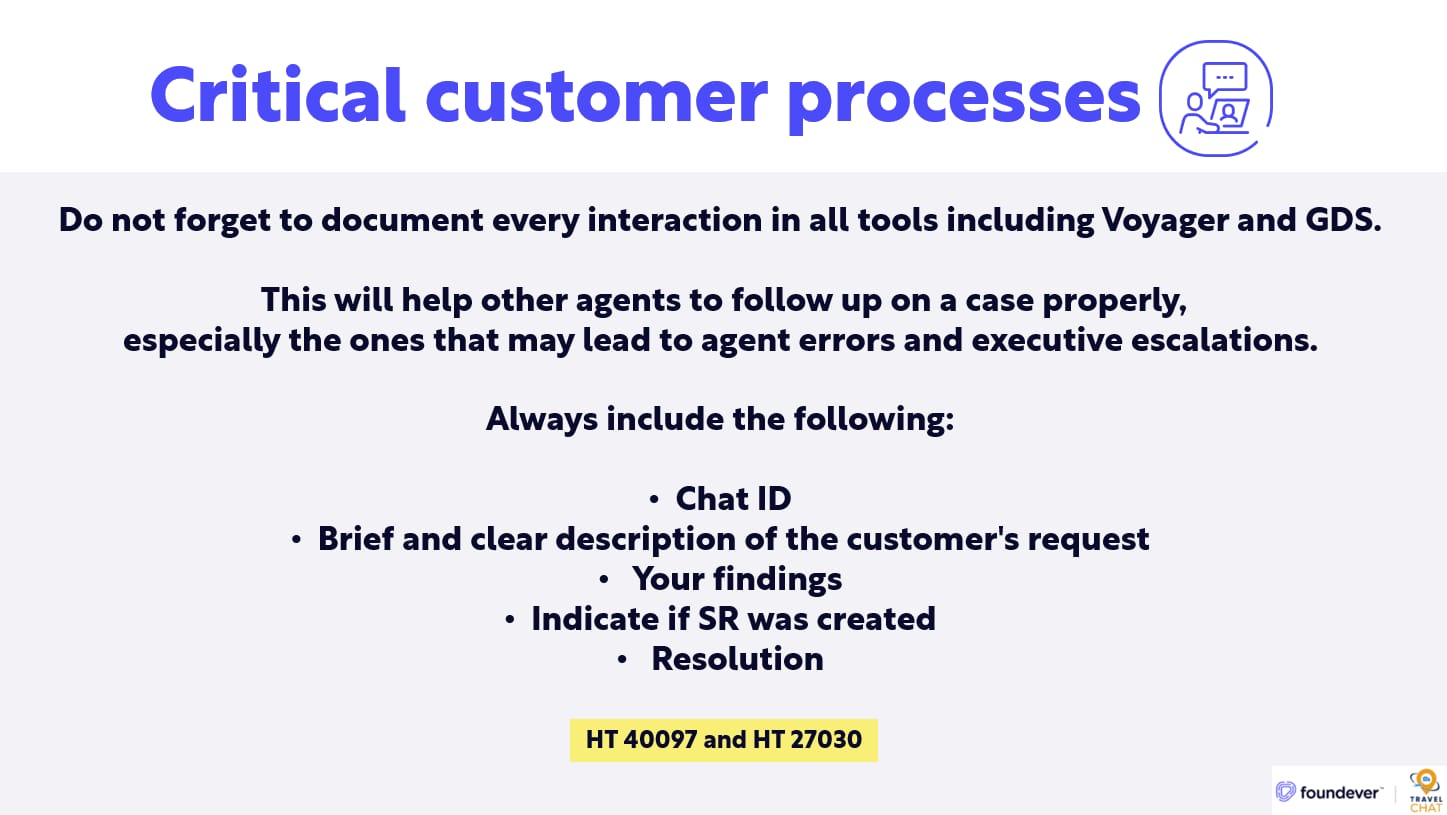 Critical customer processes
Do not forget to document every interaction in all tools including Voyager and GDS.
This will help other agents to follow up on a case properly,
especially the ones that may lead to agent errors and executive escalations.
Always include the following:
• Chat ID
• Brief and clear description of the customer's request
• Your findings
• Indicate if SR was created
• Resolution
HT 40097 and HT 27030
foundever™
TRAVEL
CHAT